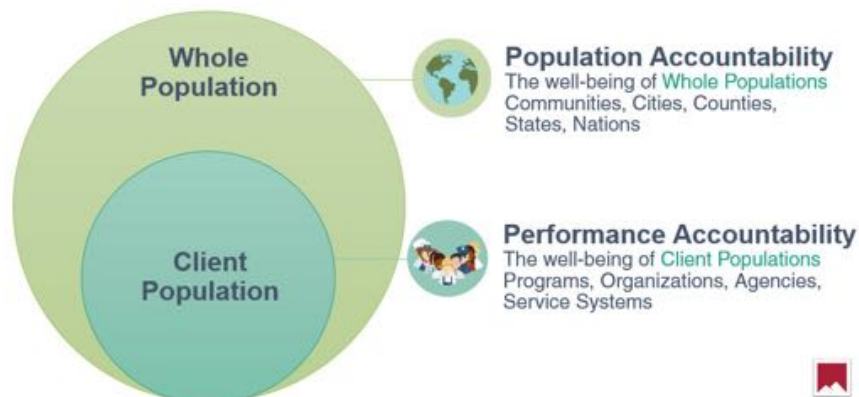 Whole
Population
Population Accountability
The well-being of Whole Populations
Communities, Cities, Counties,
States, Nations
Client
Population
Performance Accountability
The well-being of Client Populations
Programs, Organizations, Agencies,
Service Systems